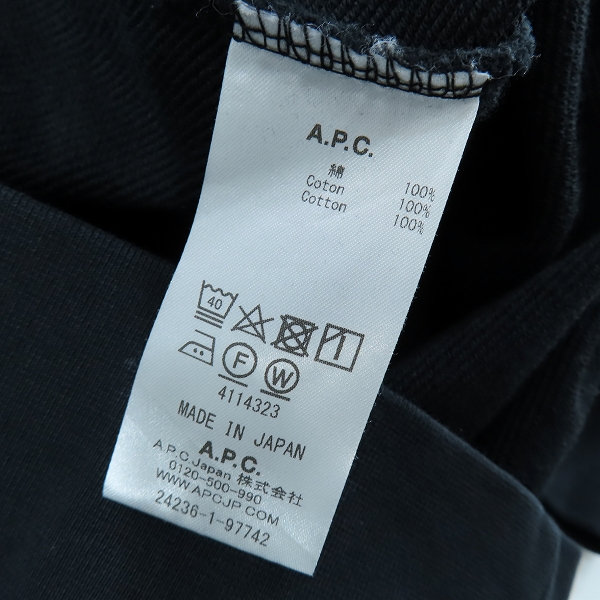 A.P.C.
綿 100%
Coton 100%
Cotton 100%
40
F W
4114323
MADE IN JAPAN
A.P.C.
A.P.C.Japan 株式会社
0120-500-990
WWW.APCJP.COM
24236-1-97742